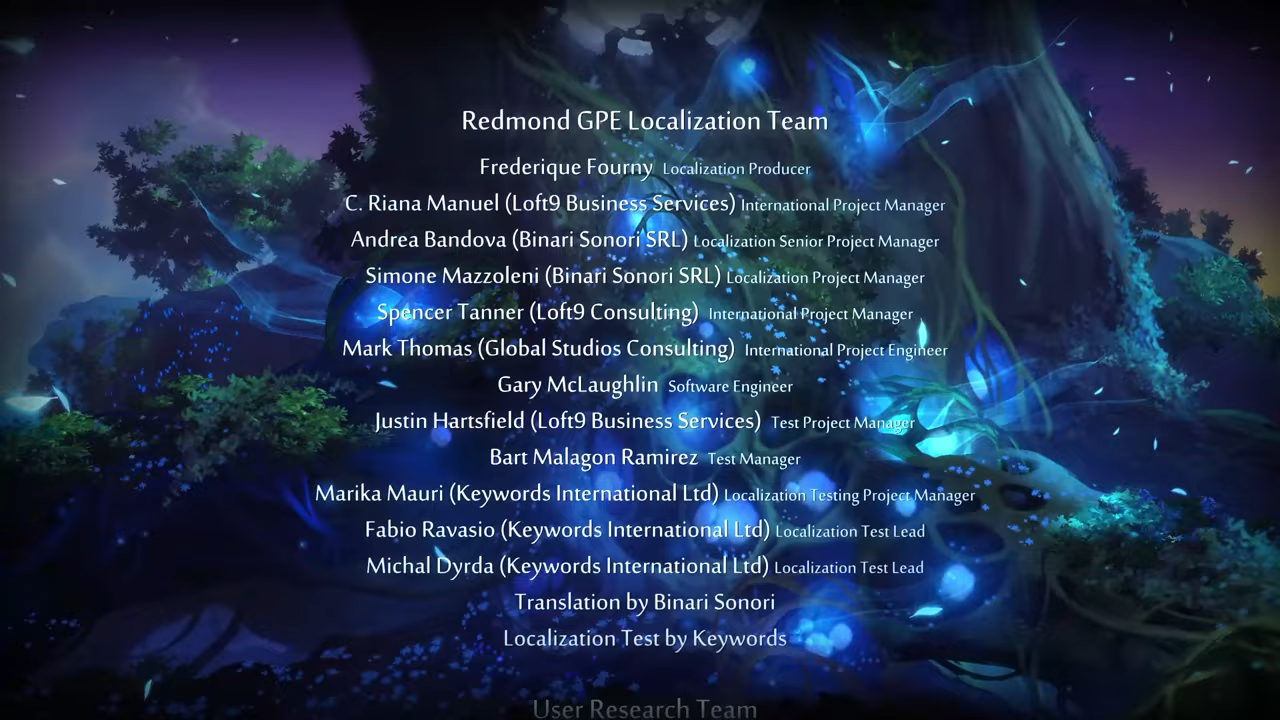 Redmond GPE Localization Team
Frederique Fourny Localization Producer
C. Riana Manuel (Loft9 Business Services) International Project Manager
Andrea Bandova (Binari Sonori SRL) Localization Senior Project Manager
Simone Mazzoleni (Binari Sonori SRL) Localization Project Manager
Spencer Tanner (Loft9 Consulting) International Project Manager
Mark Thomas (Global Studios Consulting) International Project Engineer
Gary McLaughlin Software Engineer
Justin Hartsfield (Loft9 Business Services) Test Project Manager
Bart Malagon Ramirez Test Manager
Marika Mauri (Keywords International Ltd) Localization Testing Project Manager
Fabio Ravasio (Keywords International Ltd) Localization Test Lead
Michal Dyrda (Keywords International Ltd) Localization Test Lead
Translation by Binari Sonori
Localization Test by Keywords
User Research Team